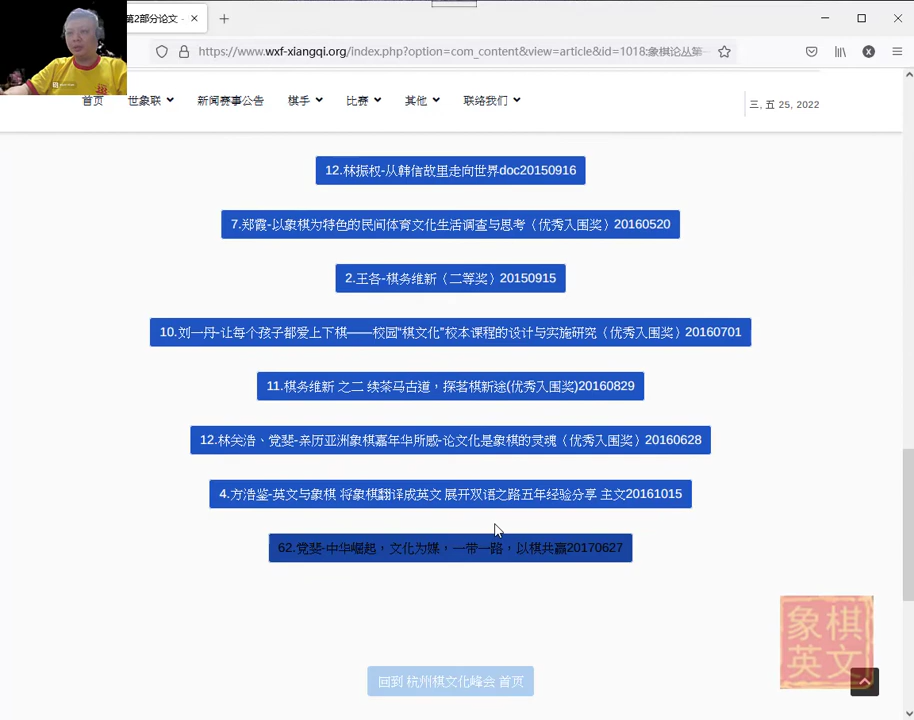 第2部分论文 -
https://www.wxf-xiangqi.org/index.php?option=com_content&view=article&id=1018:象棋论丛第一
首页 世象联 新闻赛事公告 棋手 比赛 其他 联络我们 三, 五 25, 2022
12.林振权-从韩信故里走向世界doc20150916
7.郑霞-以象棋为特色的民间体育文化生活调查与思考（优秀入围奖）20160520
2.王各-棋务维新（二等奖）20150915
10.刘一丹-让每个孩子都爱上下棋——校园"棋文化"校本课程的设计与实施研究（优秀入围奖）20160701
11.棋务维新 之二 续茶马古道，探茗棋新途(优秀入围奖)20160829
12.林关浩、党斐-亲历亚洲象棋嘉年华所感-论文化是象棋的灵魂（优秀入围奖）20160628
4.方浩鉴-英文与象棋 将象棋翻译成英文 展开双语之路五年经验分享 主文20161015
62.党斐-中华崛起，文化为媒，一带一路，以棋共赢20170627
象棋
英文
回到 杭州棋文化峰会 首页